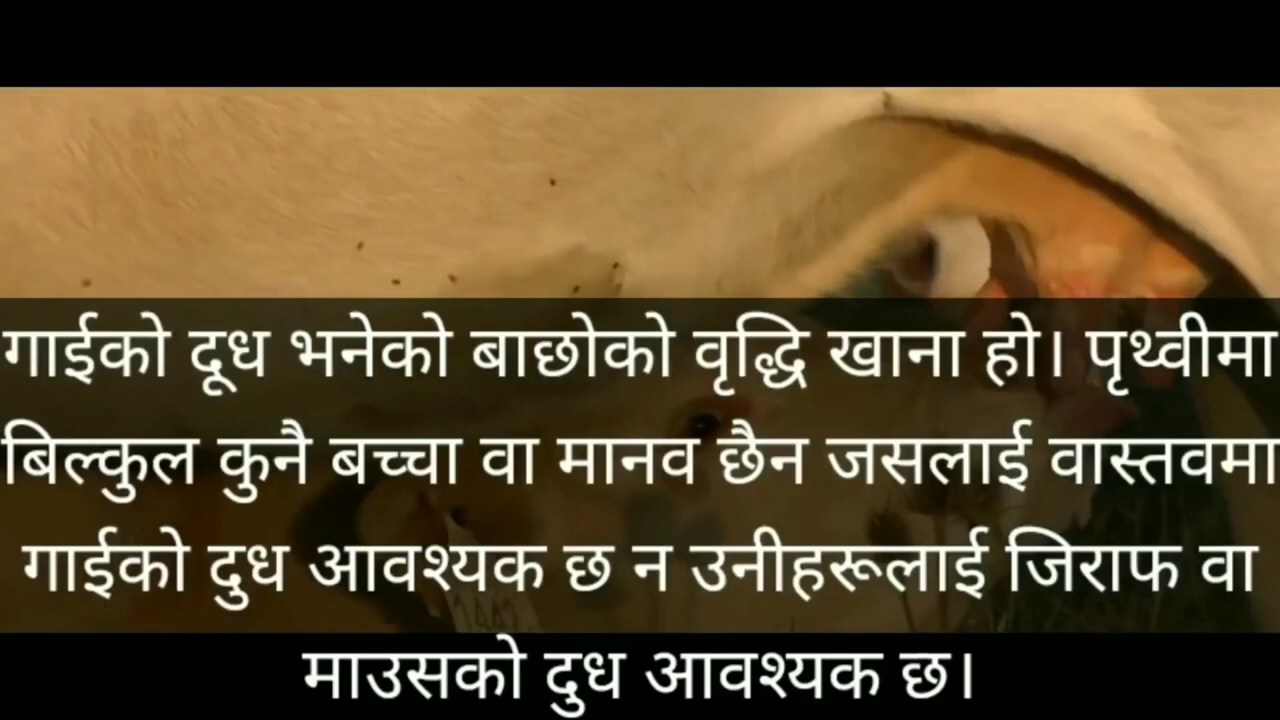 गाईको दूध भनेको बाछोको वृद्धि खाना हो। पृथ्वीमा
बिल्कुल कुनै बच्चा वा मानव छैन जसलाई वास्तवमा
गाईको दुध आवश्यक छ न उनीहरूलाई जिराफ वा
माउसको दुध आवश्यक छ।